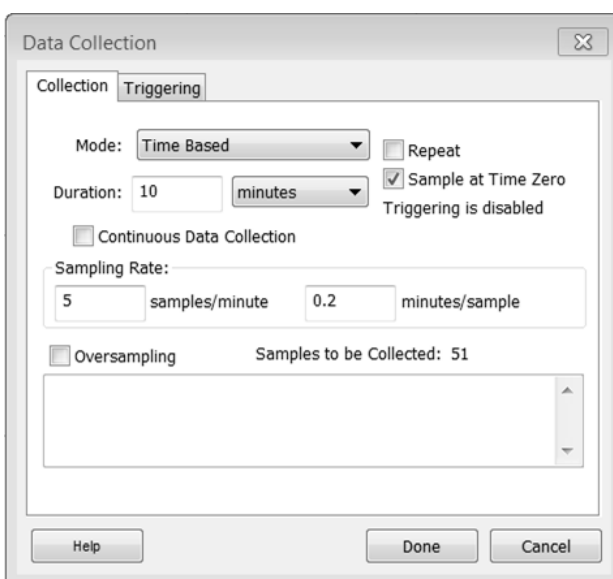 Data Collection
Collection Triggering
Mode: Time Based
Repeat
Duration: 10 minutes
Sample at Time Zero
Triggering is disabled
Continuous Data Collection
Sampling Rate:
5 samples/minute 0.2 minutes/sample
Oversampling Samples to be Collected: 51
Help Done Cancel